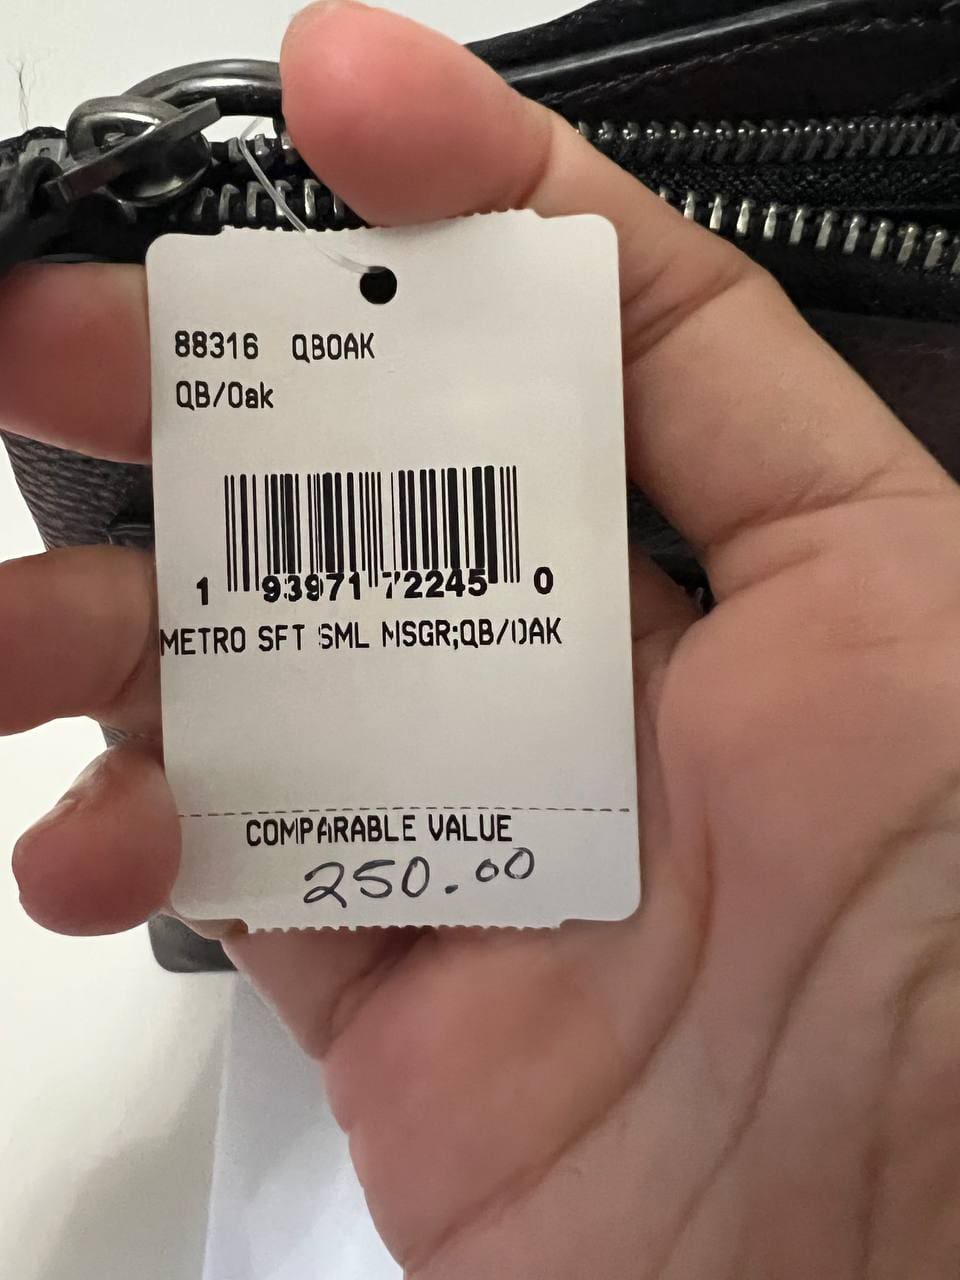 88316 QBOAK
QB/Oak
1 93971 72245 0
METRO SFT SML MSGR;QB/OAK
COMPARABLE VALUE
250.00